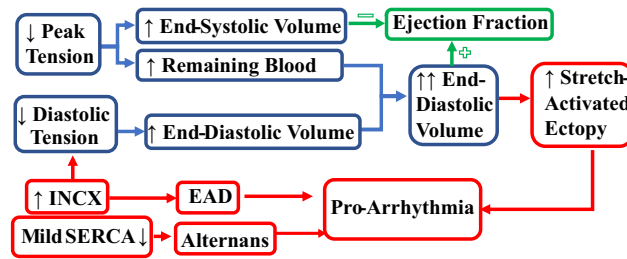 ↓ Peak
Tension
↑ End-Systolic Volume
−
Ejection Fraction
+
↑ Remaining Blood
↑↑ End-
Diastolic
Volume
↑ Stretch-
Activated
Ectopy
↓ Diastolic
Tension
↑ End-Diastolic Volume
↑ INCX
EAD
Pro-Arrhythmia
Mild SERCA ↓
Alternans